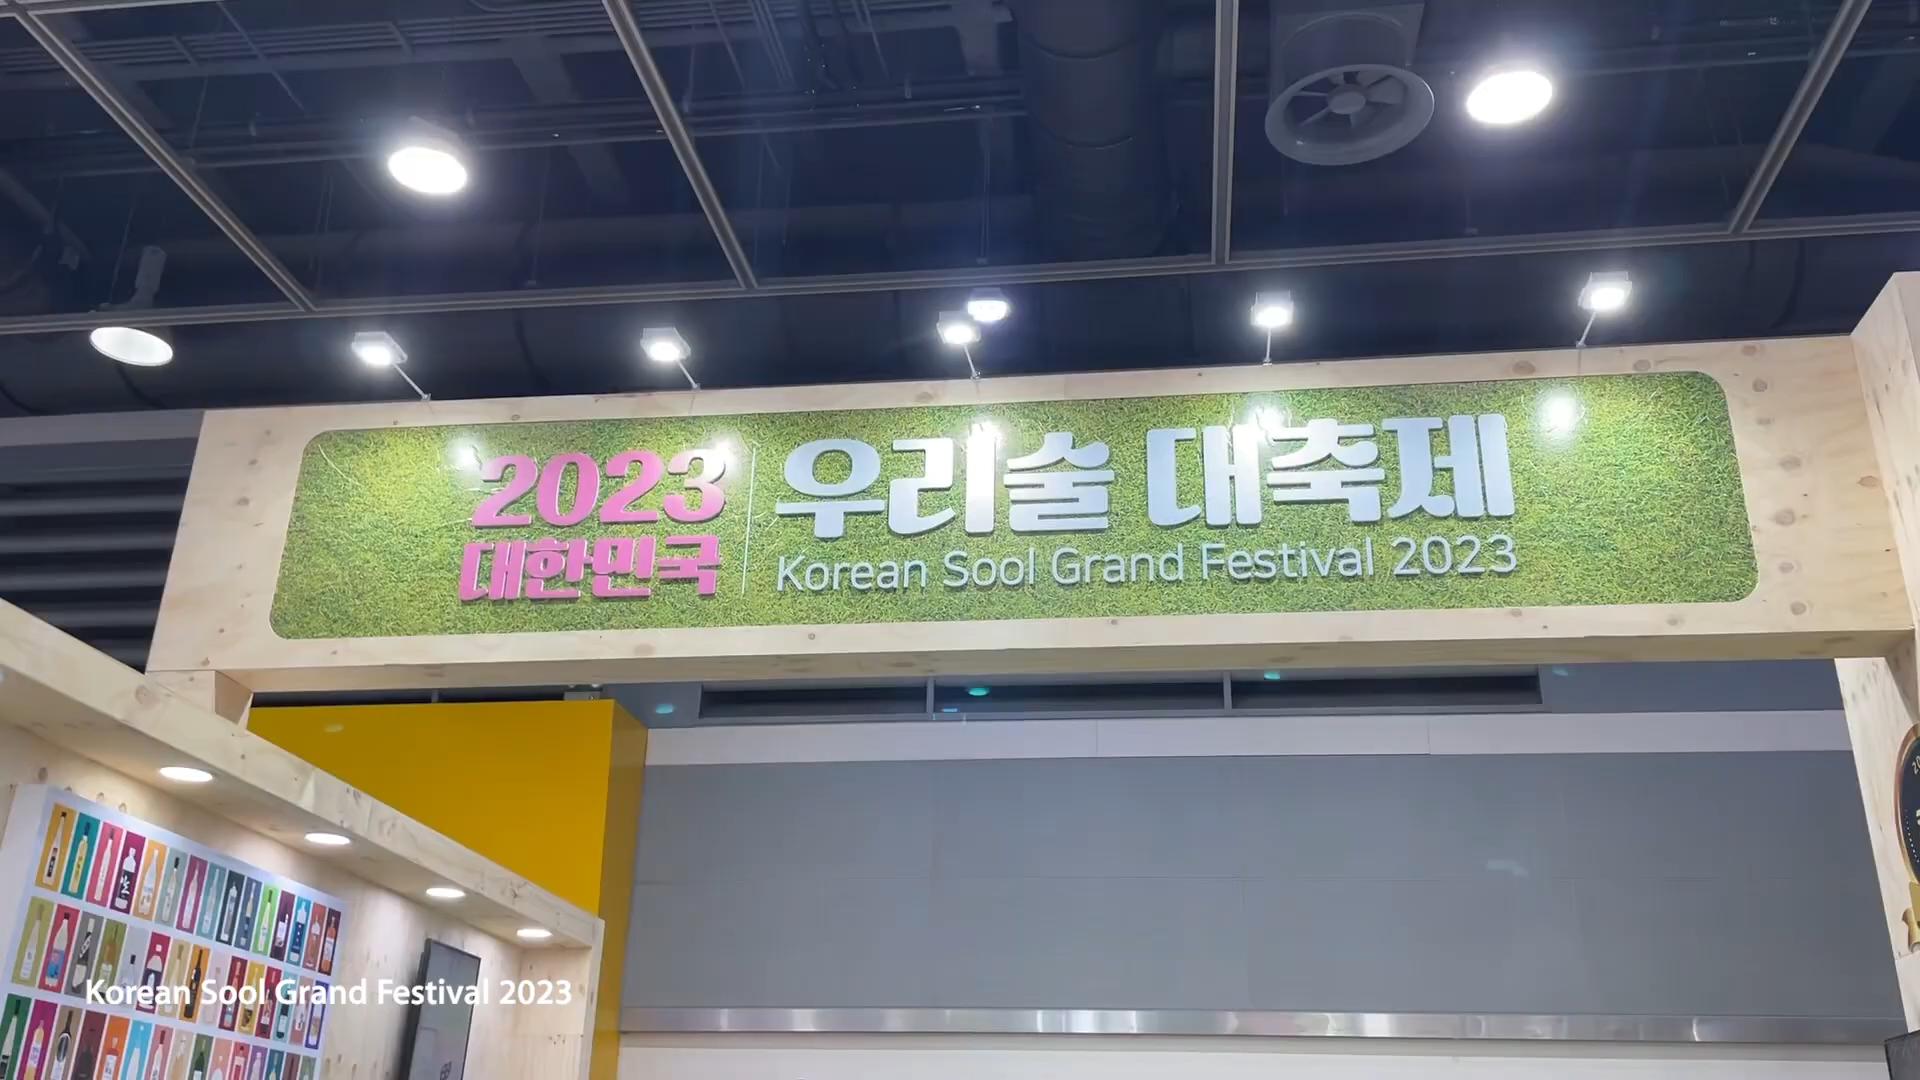 2023
대한민국
우리술 대축제
Korean Sool Grand Festival 2023
Korean Sool Grand Festival 2023